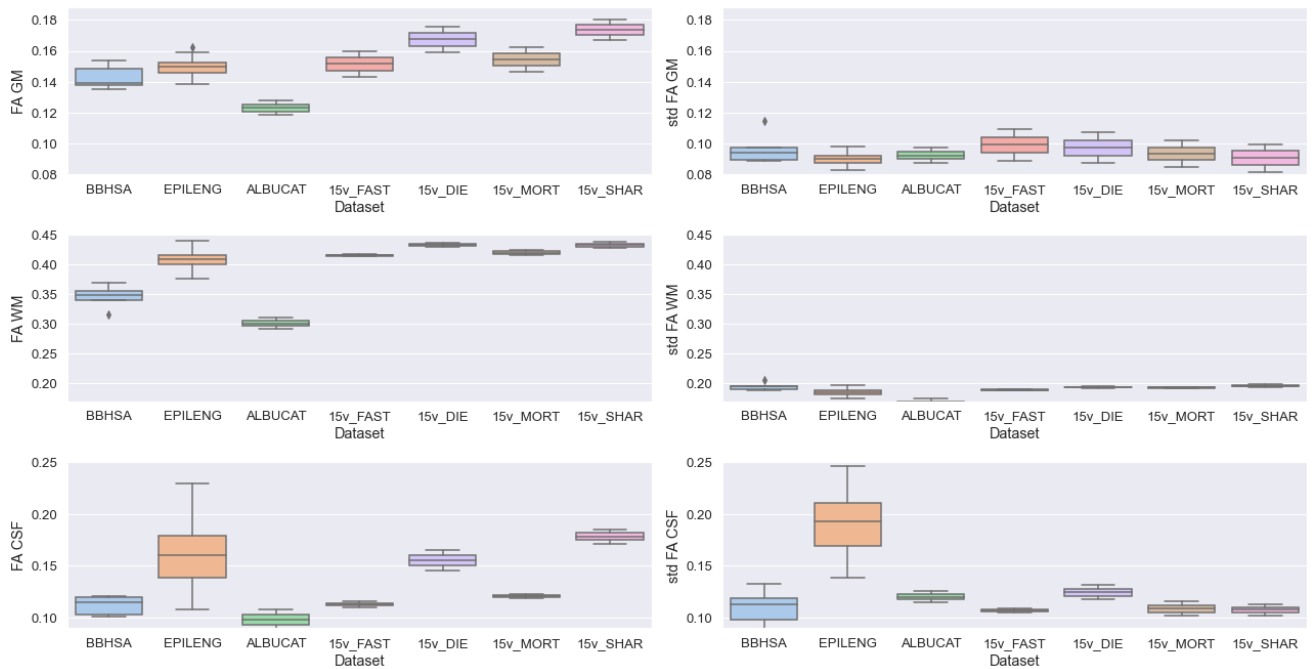 0.18
0.16
0.14
0.12
0.10
0.08
FA GM
BBHSA EPILENG ALBUCAT 15v_FAST 15v_DIE 15v_MORT 15v_SHAR
Dataset
0.18
0.16
0.14
0.12
0.10
0.08
std FA GM
BBHSA EPILENG ALBUCAT 15v_FAST 15v_DIE 15v_MORT 15v_SHAR
Dataset
0.45
0.40
0.35
0.30
0.25
0.20
FA WM
BBHSA EPILENG ALBUCAT 15v_FAST 15v_DIE 15v_MORT 15v_SHAR
Dataset
0.45
0.40
0.35
0.30
0.25
0.20
std FA WM
BBHSA EPILENG ALBUCAT 15v_FAST 15v_DIE 15v_MORT 15v_SHAR
Dataset
0.25
0.20
0.15
0.10
FA CSF
BBHSA EPILENG ALBUCAT 15v_FAST 15v_DIE 15v_MORT 15v_SHAR
Dataset
0.25
0.20
0.15
0.10
std FA CSF
BBHSA EPILENG ALBUCAT 15v_FAST 15v_DIE 15v_MORT 15v_SHAR
Dataset